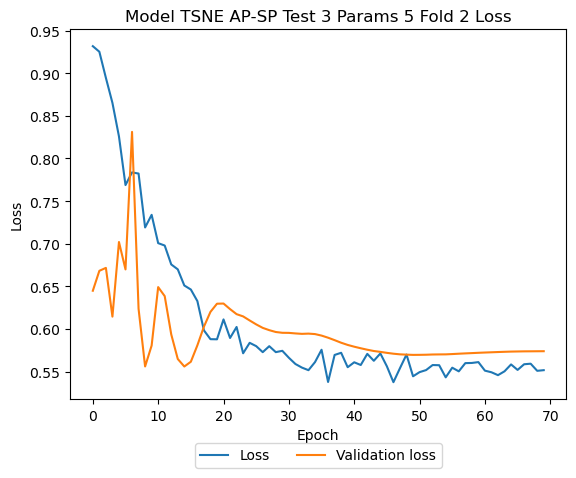 Model TSNE AP-SP Test 3 Params 5 Fold 2 Loss
0.95
0.90
0.85
0.80
0.75
0.70
0.65
0.60
0.55
Loss
0 10 20 30 40 50 60 70
Epoch
Loss Validation loss